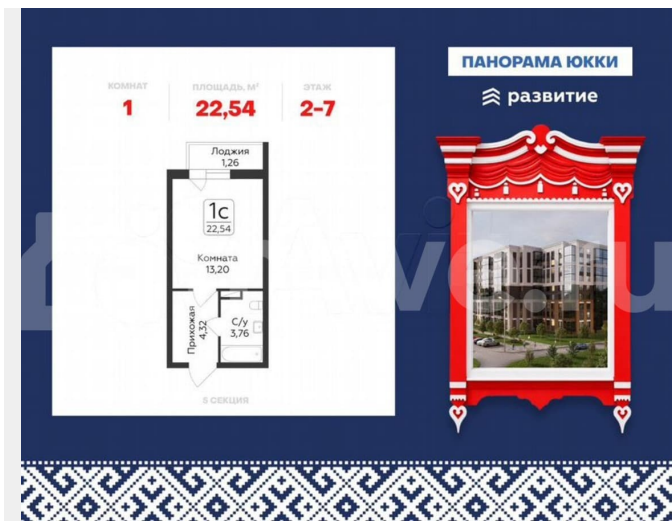 КОМНАТ
1
ПЛОЩАДЬ, М²
22,54
ЭТАЖ
2-7
Лоджия
1,26
1с
22,54
Комната
13,20
Прихожая
4,32
С/у
3,76
5 СЕКЦИЯ
ПАНОРАМА ЮККИ
развитие